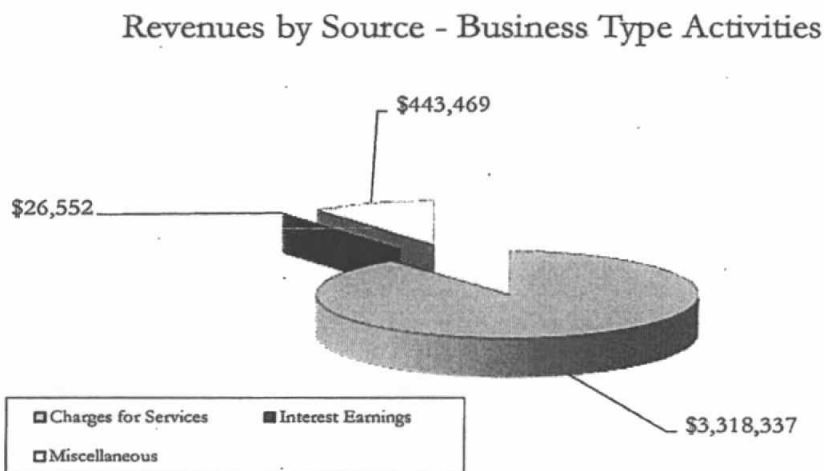 Revenues by Source - Business Type Activities
$443,469
$26,552
$3,318,337
Charges for Services
Interest Earnings
Miscellaneous